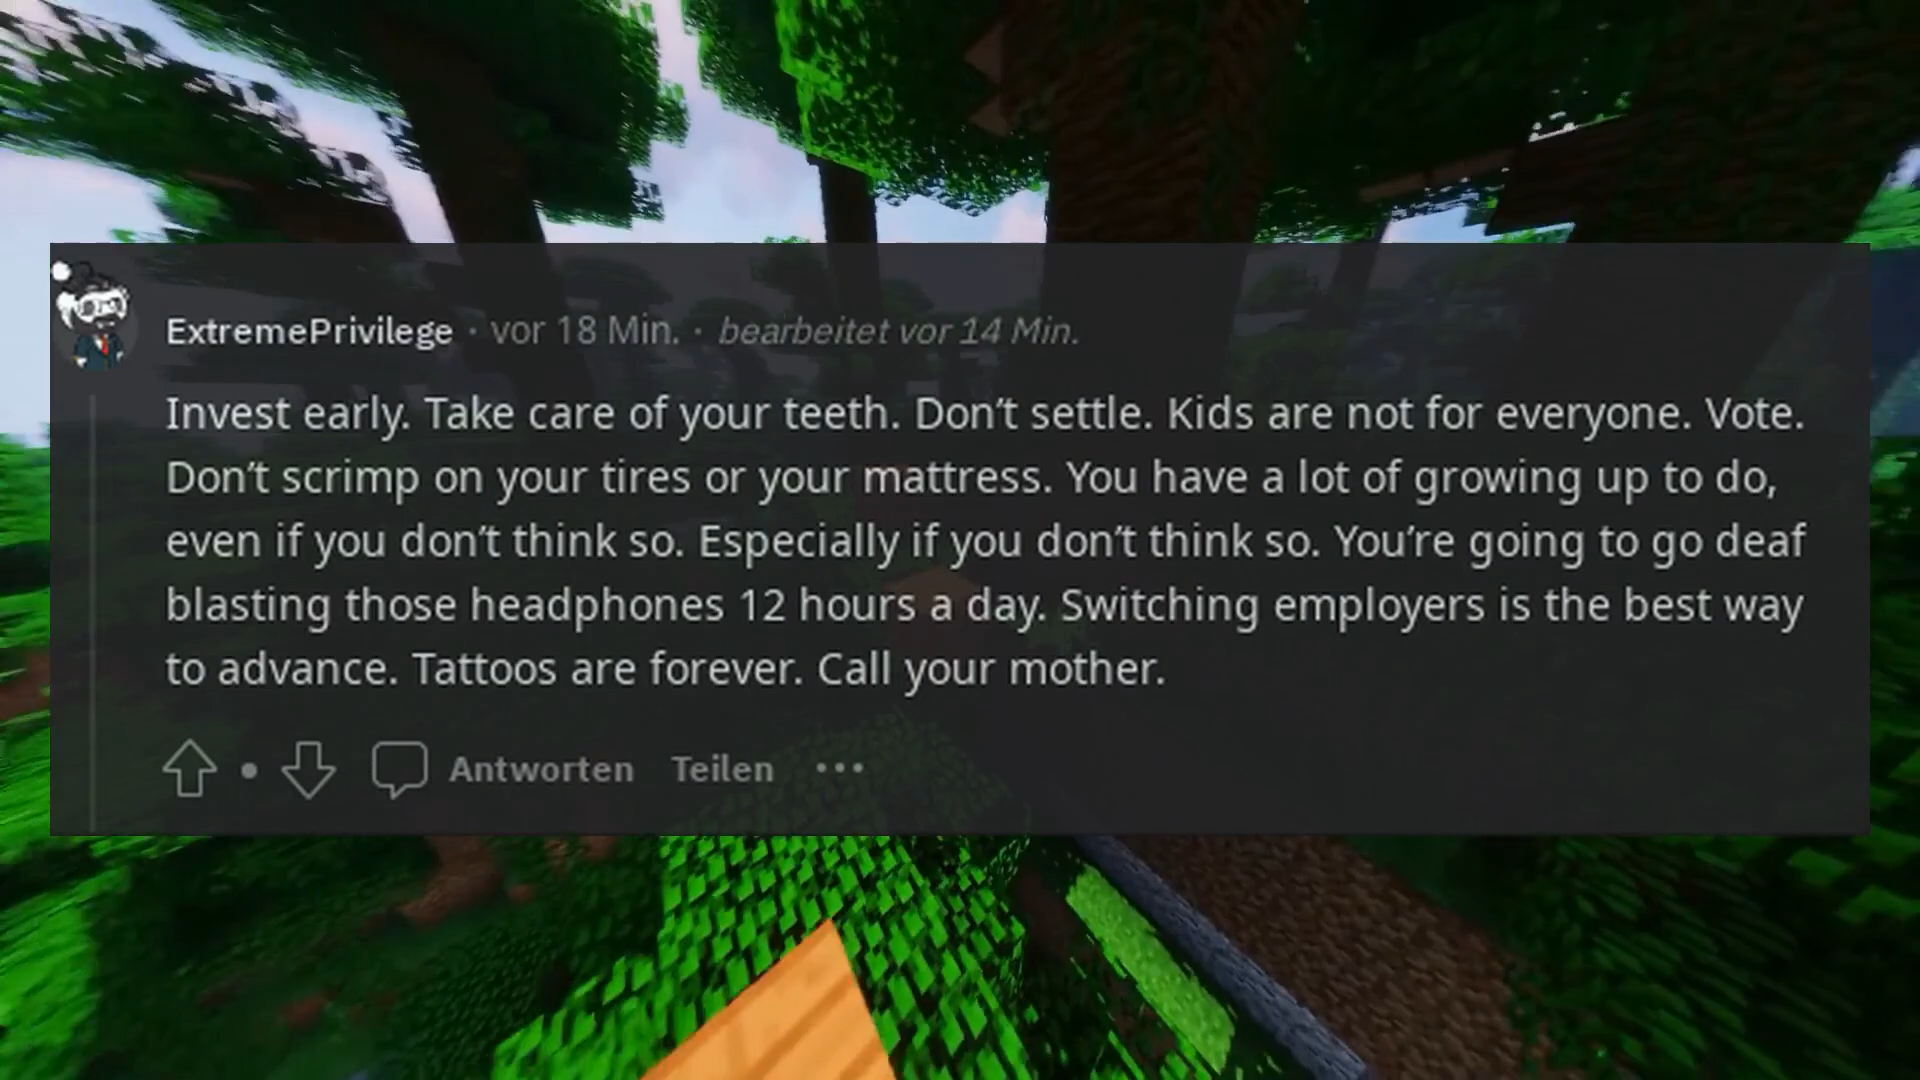 ExtremePrivilege · vor 18 Min. · bearbeitet vor 14 Min.
Invest early. Take care of your teeth. Don’t settle. Kids are not for everyone. Vote.
Don’t scrimp on your tires or your mattress. You have a lot of growing up to do,
even if you don’t think so. Especially if you don’t think so. You’re going to go deaf
blasting those headphones 12 hours a day. Switching employers is the best way
to advance. Tattoos are forever. Call your mother.
Antworten Teilen •••